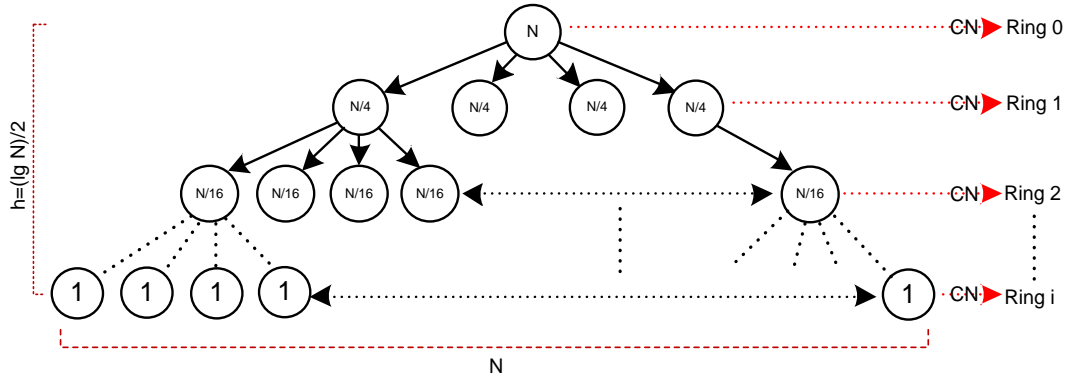 N CN Ring 0
N/4 N/4 N/4 N/4 CN Ring 1
h=(lg N)/2
N/16 N/16 N/16 N/16 N/16 CN Ring 2
1 1 1 1 1 CN Ring i
N